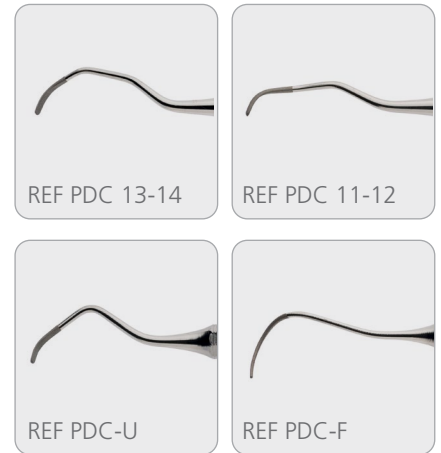 REF PDC 13-14
REF PDC 11-12
REF PDC-U
REF PDC-F